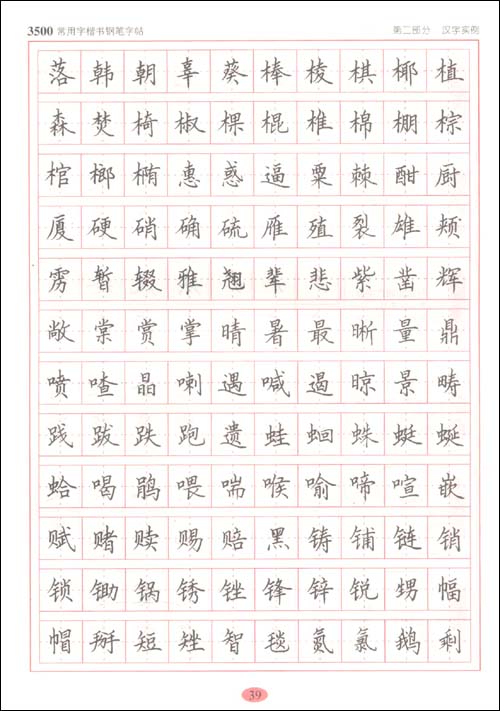 3500 常用字楷书钢笔字帖 第二部分 汉字实例
落 韩 朝 辜 葵 棒 棱 棋 椰 植
森 焚 椅 椒 棵 棍 椎 棉 棚 棕
棺 榔 椭 惠 惑 逼 粟 棘 酣 厨
厦 硬 硝 确 硫 雁 殖 裂 雄 颊
雳 暂 辍 雅 翘 辈 悲 紫 凿 辉
敞 棠 赏 掌 晴 暑 最 晰 量 鼎
喷 喳 晶 喇 遇 喊 遏 晾 景 畴
践 跋 跌 跑 遗 蛙 蛔 蛛 蜓 蜒
蛤 喝 鹃 喂 喘 喉 喻 啼 喧 嵌
赋 赌 赎 赐 赔 黑 铸 铺 链 销
锁 锄 锅 锈 锉 锋 锌 锐 甥 幅
帽 掰 短 矬 智 毯 氮 氯 鹅 剩
39